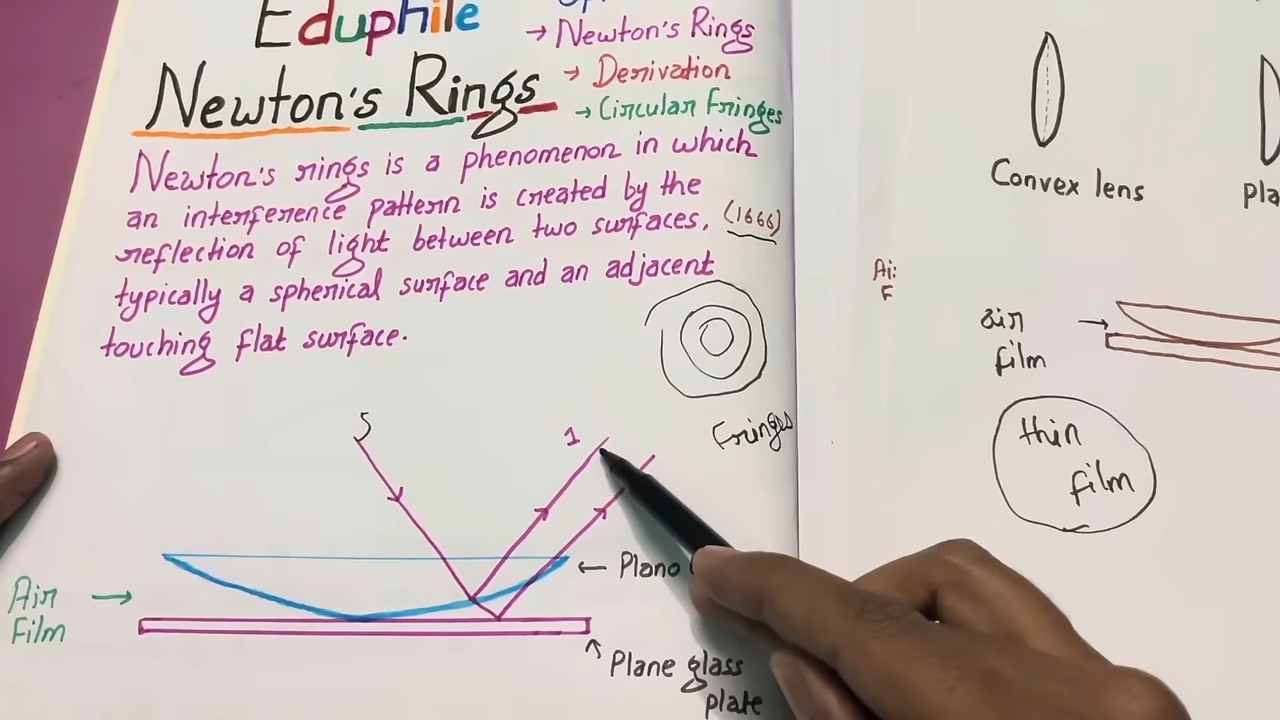 Eduphile
→ Newton's Rings
Newton's Rings
→ Derivation
→ Circular Fringes
Newton's rings is a phenomenon in which
an interference pattern is created by the
reflection of light between two surfaces, (1666)
typically a spherical surface and an adjacent
touching flat surface.
Fringes
S
1
← Plano
Air
Film →
Plane glass
plate
Convex lens
air
film →
thin
film